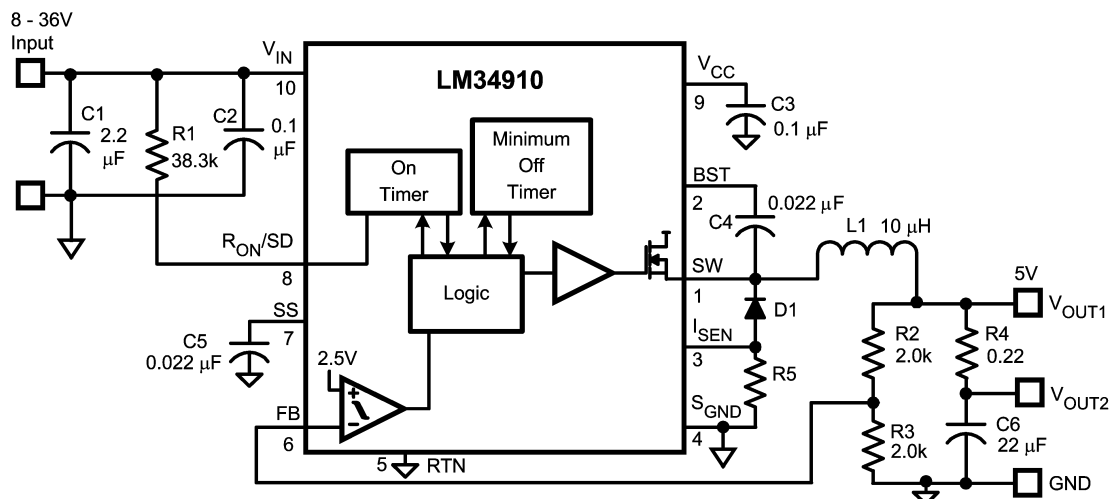 8 - 36V
Input
V_IN
10
C1
2.2
µF
R1
38.3k
C2
0.1
µF
R_ON/SD
8
SS
7
C5
0.022 µF
FB
6
LM34910
On
Timer
Minimum
Off
Timer
Logic
2.5V
+
−
5
RTN
V_CC
9
C3
0.1 µF
BST
2
C4
0.022 µF
L1 10 µH
SW
1
D1
I_SEN
3
R5
S_GND
4
5V
V_OUT1
R2
2.0k
R4
0.22
V_OUT2
R3
2.0k
C6
22 µF
GND